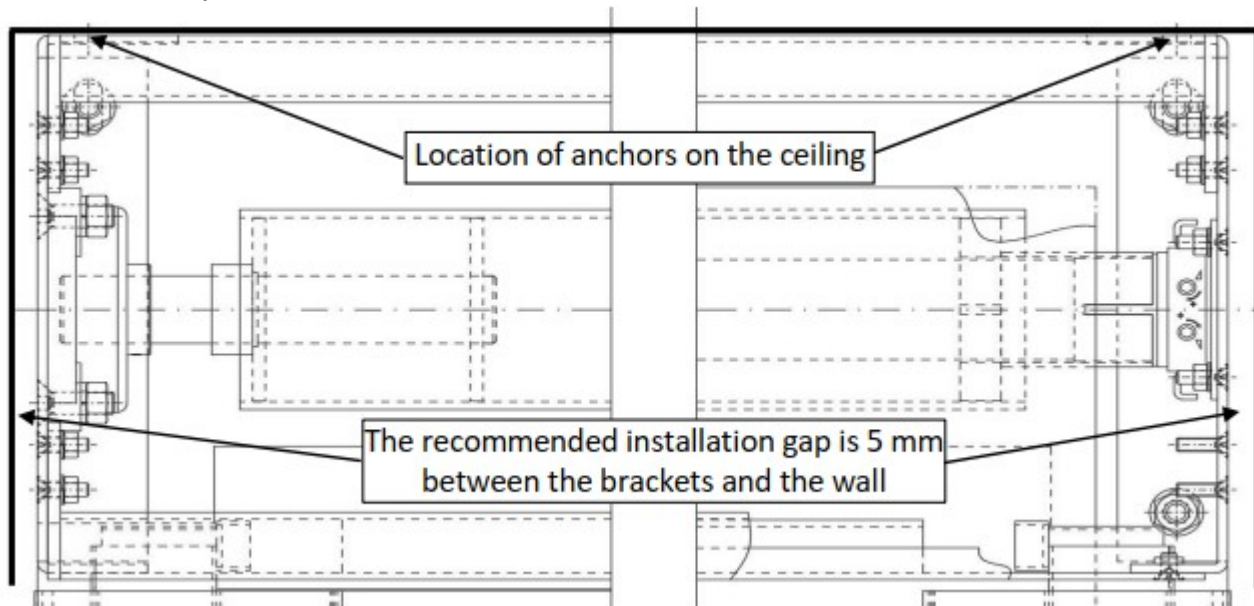 Location of anchors on the ceiling
The recommended installation gap is 5 mm
between the brackets and the wall